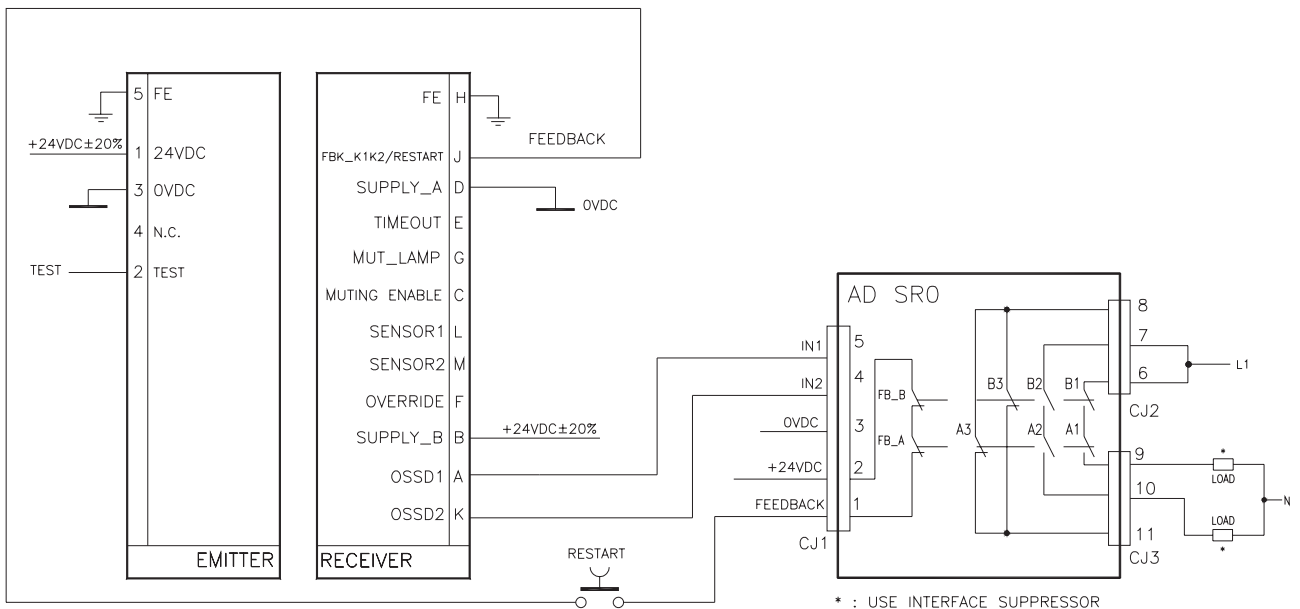 5 FE
+24VDC±20%
1 24VDC
3 0VDC
4 N.C.
TEST
2 TEST
EMITTER
FE H
FEEDBACK
FBK_K1K2/RESTART J
SUPPLY_A D
0VDC
TIMEOUT E
MUT_LAMP G
MUTING ENABLE C
SENSOR1 L
SENSOR2 M
OVERRIDE F
SUPPLY_B B
+24VDC±20%
OSSD1 A
OSSD2 K
RECEIVER
RESTART
AD SR0
IN1
5
IN2
4
0VDC
3
+24VDC
2
FEEDBACK
1
CJ1
FB_B
FB_A
B3
B2
B1
A3
A2
A1
8
7
6
L1
CJ2
9
10
11
CJ3
*
LOAD
N
LOAD
*
* : USE INTERFACE SUPPRESSOR